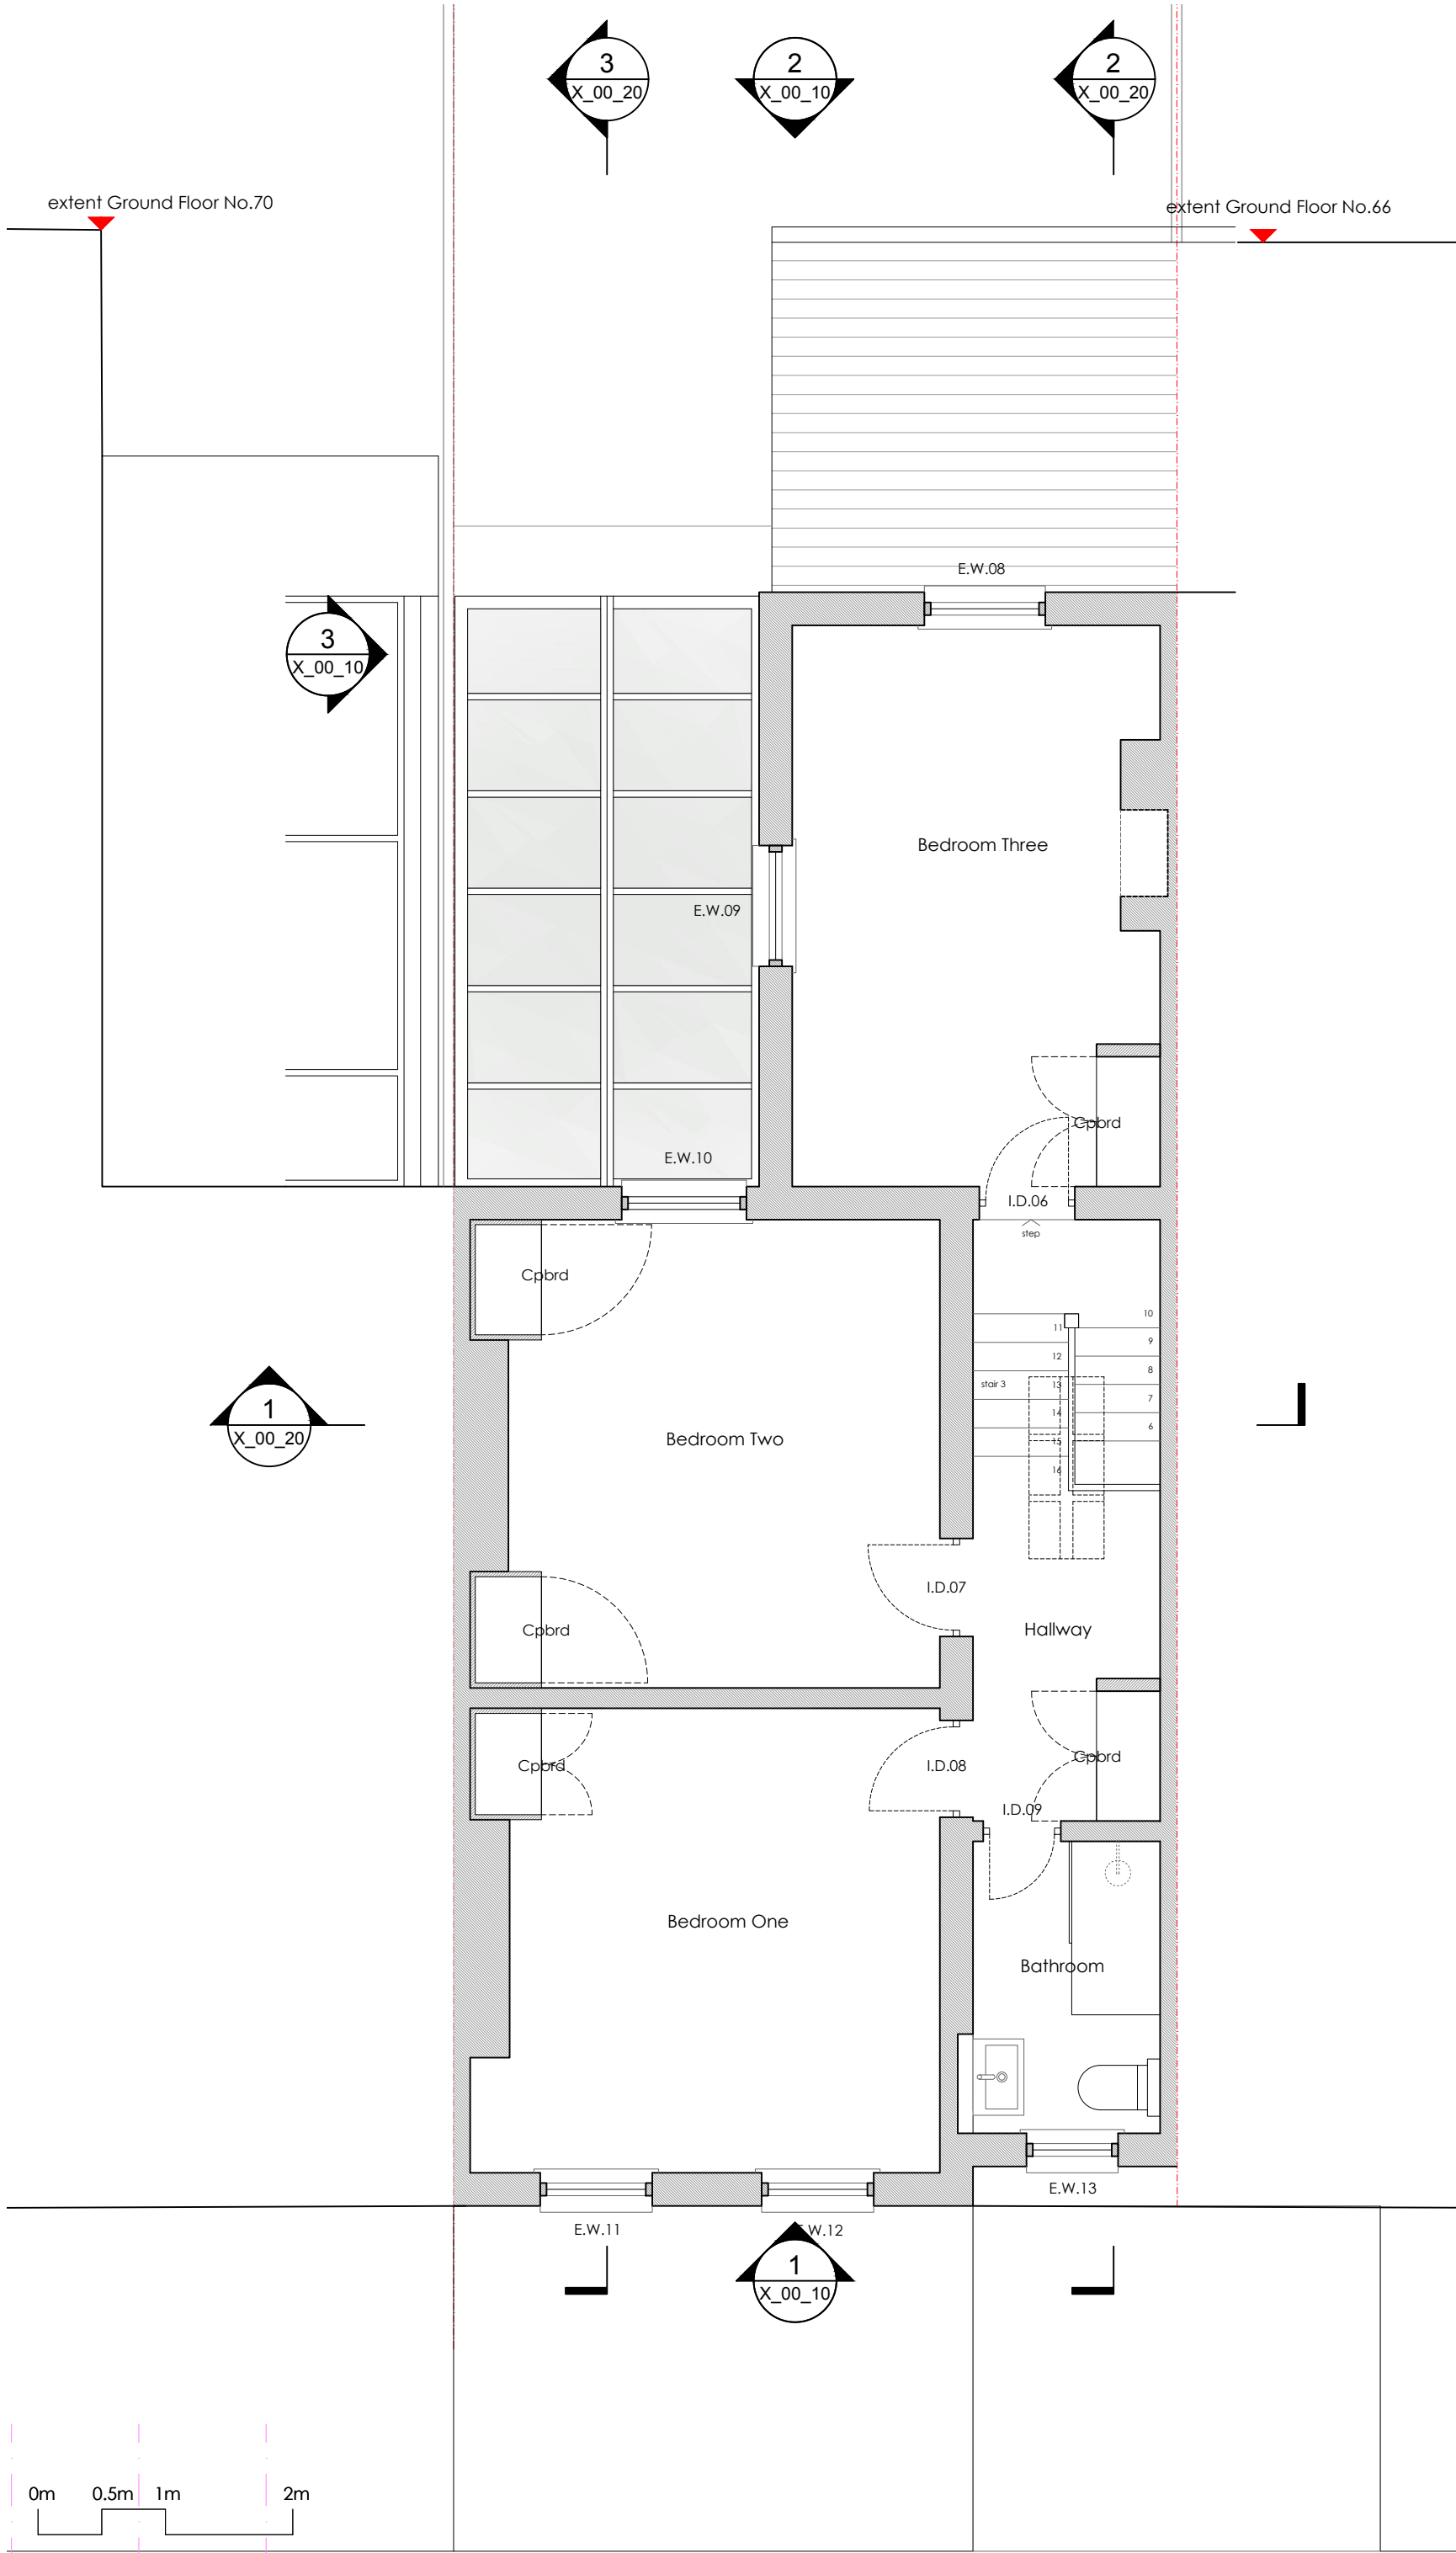 3
X_00_20
2
X_00_10
2
X_00_20
extent Ground Floor No.70
extent Ground Floor No.66
E.W.08
3
X_00_10
Bedroom Three
E.W.09
Cpbrd
E.W.10
I.D.06
step
Cpbrd
10
11
9
12
8
stair 3
13
7
14
6
15
16
1
X_00_20
Bedroom Two
I.D.07
Cpbrd
Hallway
Cpbrd
I.D.08
Cpbrd
I.D.09
Bedroom One
Bathroom
E.W.13
E.W.11
W.12
1
X_00_10
0m 0.5m 1m 2m